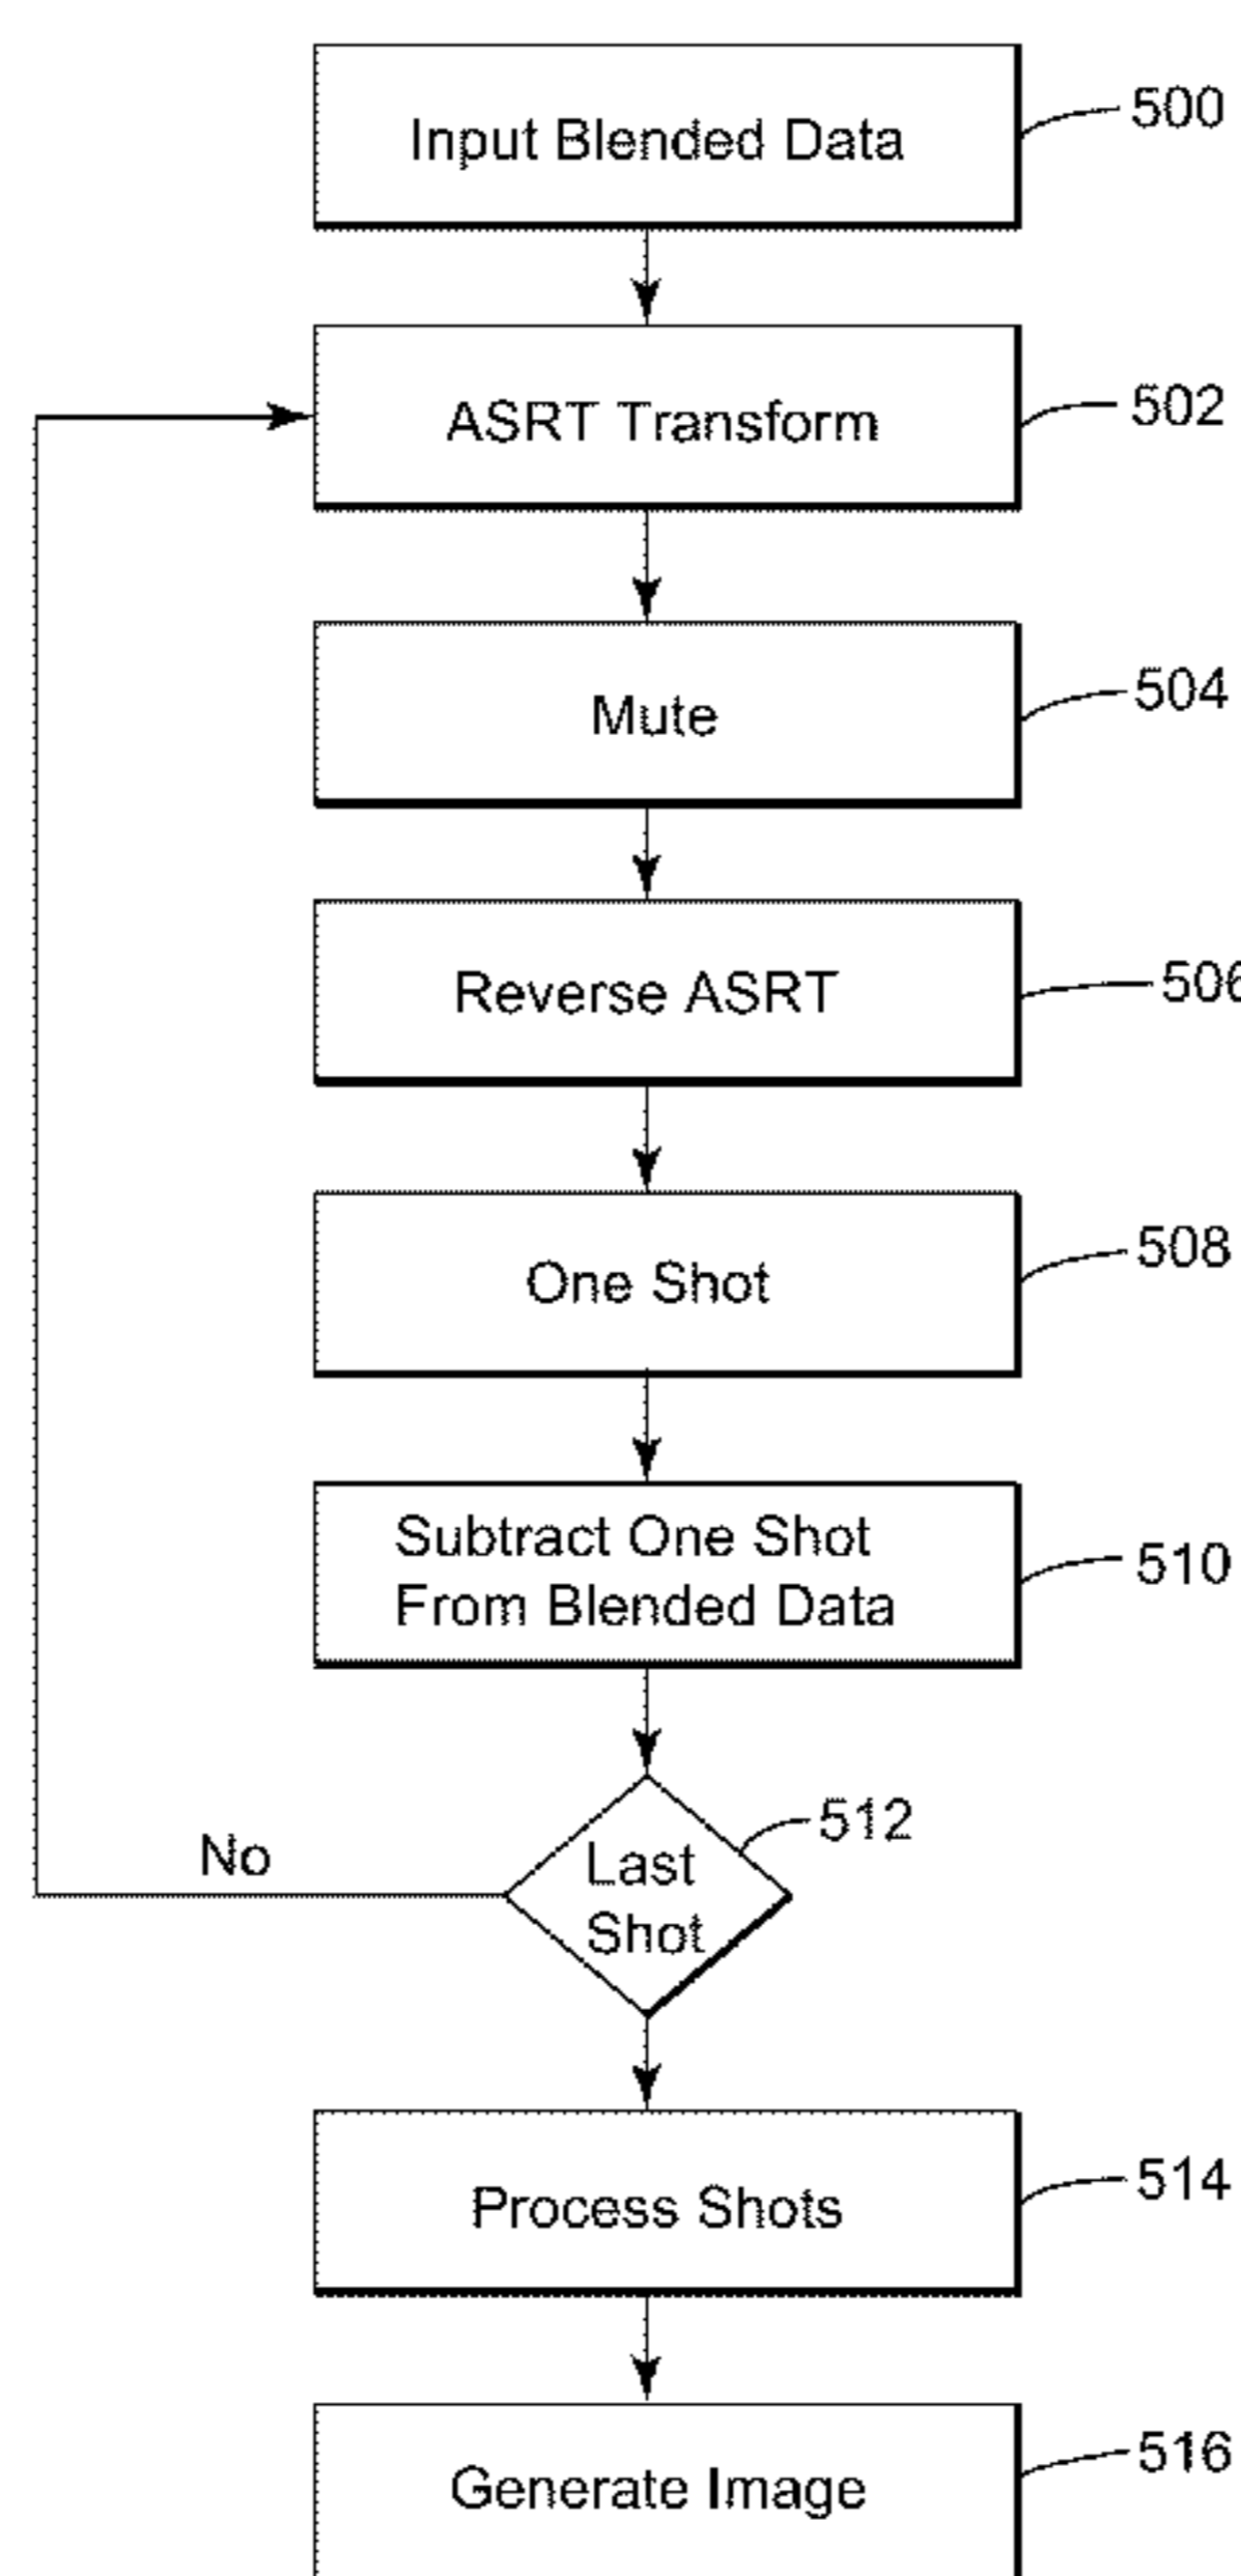 Input Blended Data
500
ASRT Transform
502
Mute
504
Reverse ASRT
506
One Shot
508
Subtract One Shot
From Blended Data
510
Last
Shot
512
No
Process Shots
514
Generate Image
516